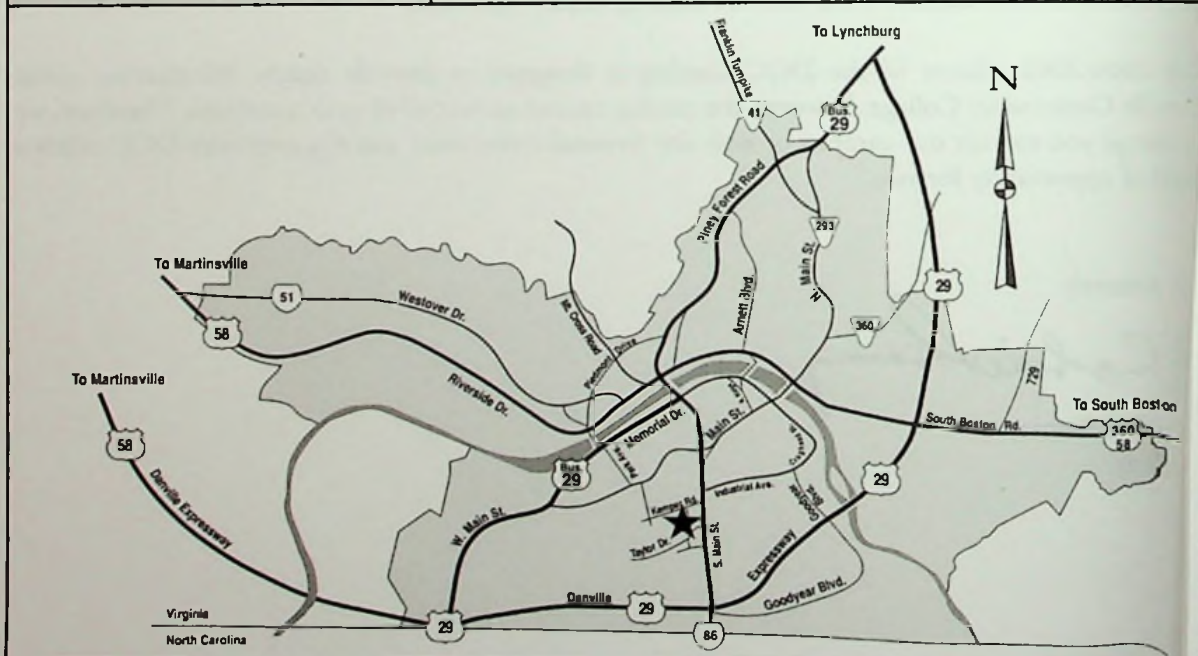 Franklin Turnpike
To Lynchburg
41
Bus.
29
N
Piney Forest Road
293
N. Main St.
To Martinsville
51
Westover Dr.
Mt. Cross Road
Arnett Blvd.
29
58
360
Piedmont Drive
729
To Martinsville
Riverside Dr.
To South Boston
360
58
South Boston Rd.
Memorial Dr.
Main St.
58
Bus.
29
Park Ave.
29
Industrial Ave.
Goodyear Blvd.
Kemper Rd.
Danville Expressway
W. Main St.
Taylor Dr.
S. Main St.
Expressway
Goodyear Blvd.
Danville
29
Virginia
29
86
North Carolina